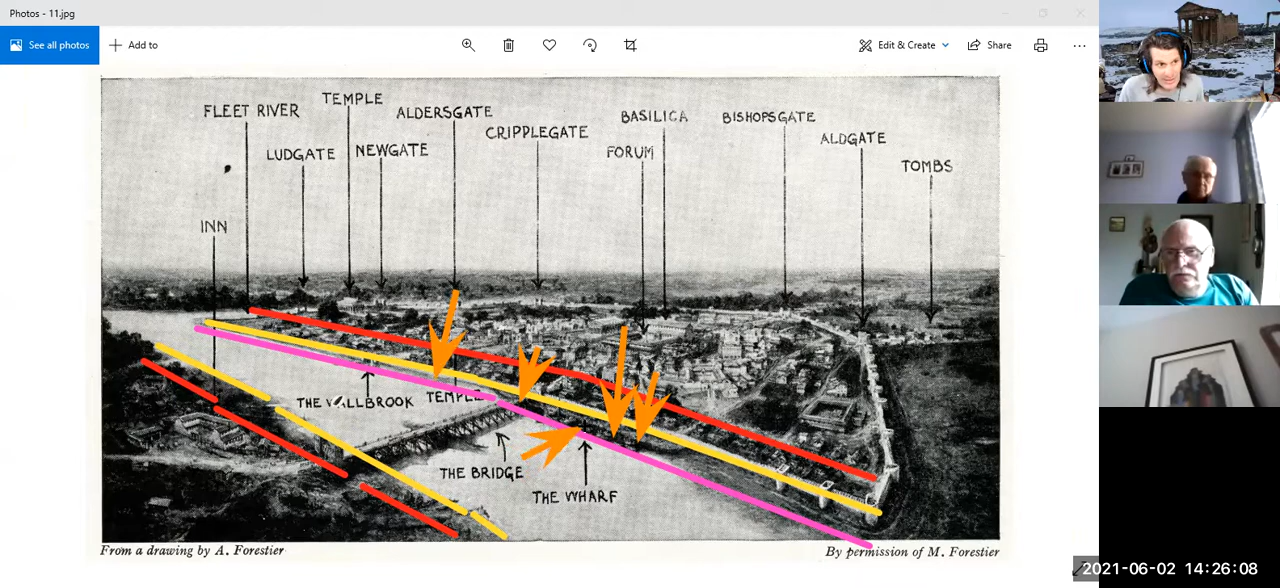 Photos - 11.jpg
See all photos
Add to
Edit & Create
Share
TEMPLE
FLEET RIVER
ALDERSGATE
BASILICA
BISHOPSGATE
CRIPPLEGATE
ALDGATE
LUDGATE
NEWGATE
FORUM
TOMBS
INN
THE WALLBROOK
TEMPLE
THE BRIDGE
THE WHARF
From a drawing by A. Forestier
By permission of M. Forestier
2021-06-02 14:26:08